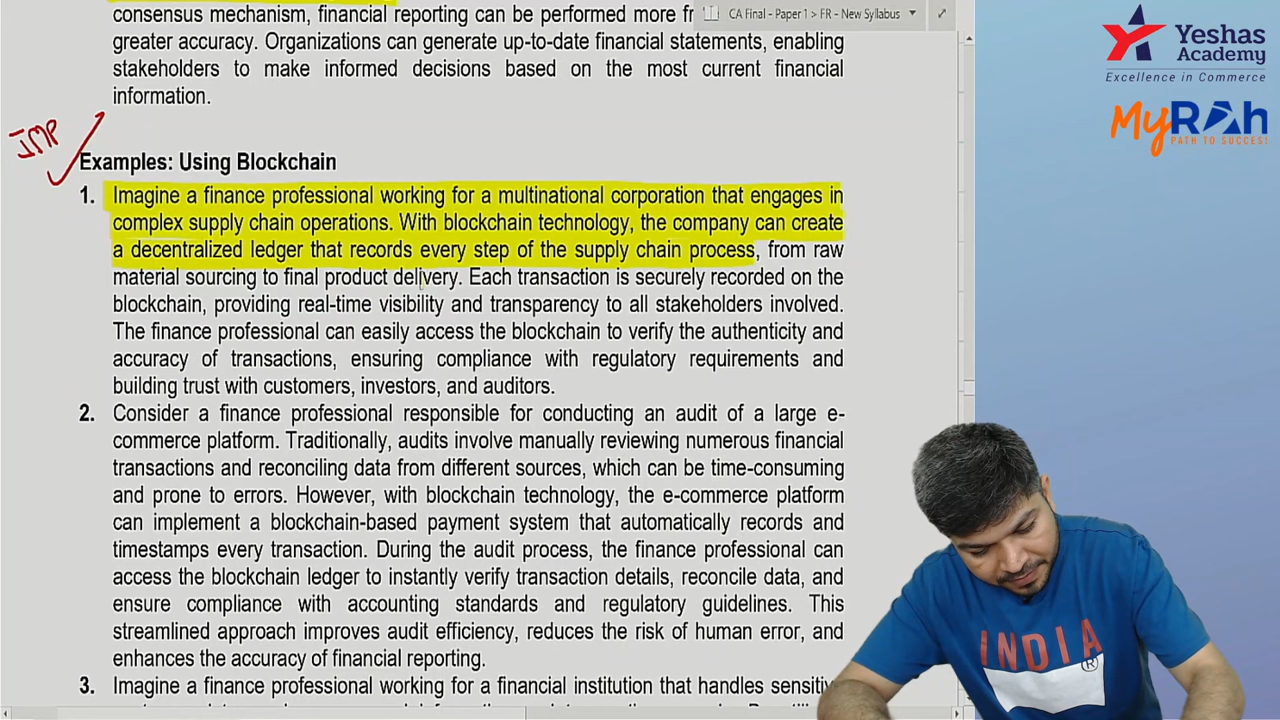 consensus mechanism, financial reporting can be performed more fr
greater accuracy. Organizations can generate up-to-date financial statements, enabling
stakeholders to make informed decisions based on the most current financial
information.
CA Final - Paper 1 > FR - New Syllabus
Yeshas
Academy
Excellence in Commerce
MyRAh
PATH TO SUCCESS
IMP
Examples: Using Blockchain
1. Imagine a finance professional working for a multinational corporation that engages in
complex supply chain operations. With blockchain technology, the company can create
a decentralized ledger that records every step of the supply chain process, from raw
material sourcing to final product delivery. Each transaction is securely recorded on the
blockchain, providing real-time visibility and transparency to all stakeholders involved.
The finance professional can easily access the blockchain to verify the authenticity and
accuracy of transactions, ensuring compliance with regulatory requirements and
building trust with customers, investors, and auditors.
2. Consider a finance professional responsible for conducting an audit of a large e-
commerce platform. Traditionally, audits involve manually reviewing numerous financial
transactions and reconciling data from different sources, which can be time-consuming
and prone to errors. However, with blockchain technology, the e-commerce platform
can implement a blockchain-based payment system that automatically records and
timestamps every transaction. During the audit process, the finance professional can
access the blockchain ledger to instantly verify transaction details, reconcile data, and
ensure compliance with accounting standards and regulatory guidelines. This
streamlined approach improves audit efficiency, reduces the risk of human error, and
enhances the accuracy of financial reporting.
3. Imagine a finance professional working for a financial institution that handles sensitiv
INDIA
®